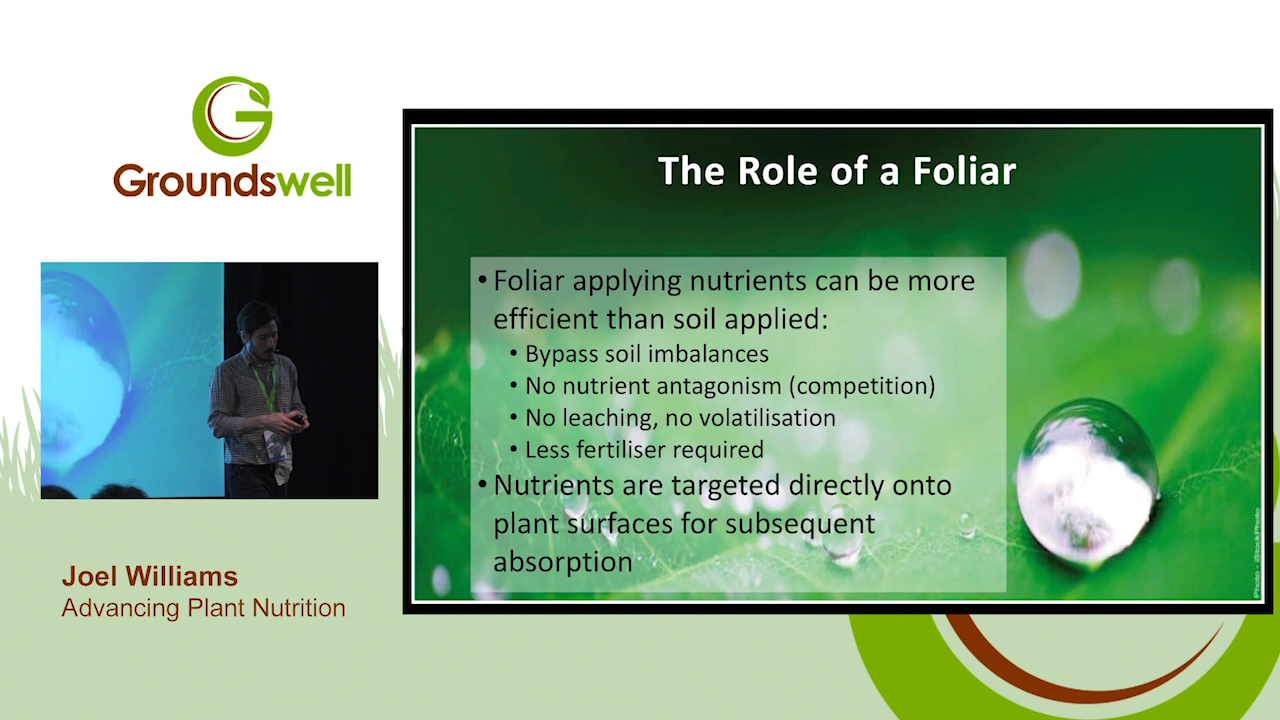 Groundswell
The Role of a Foliar
• Foliar applying nutrients can be more
efficient than soil applied:
• Bypass soil imbalances
• No nutrient antagonism (competition)
• No leaching, no volatilisation
• Less fertiliser required
• Nutrients are targeted directly onto
plant surfaces for subsequent
absorption
Photo - iStockPhoto
Joel Williams
Advancing Plant Nutrition